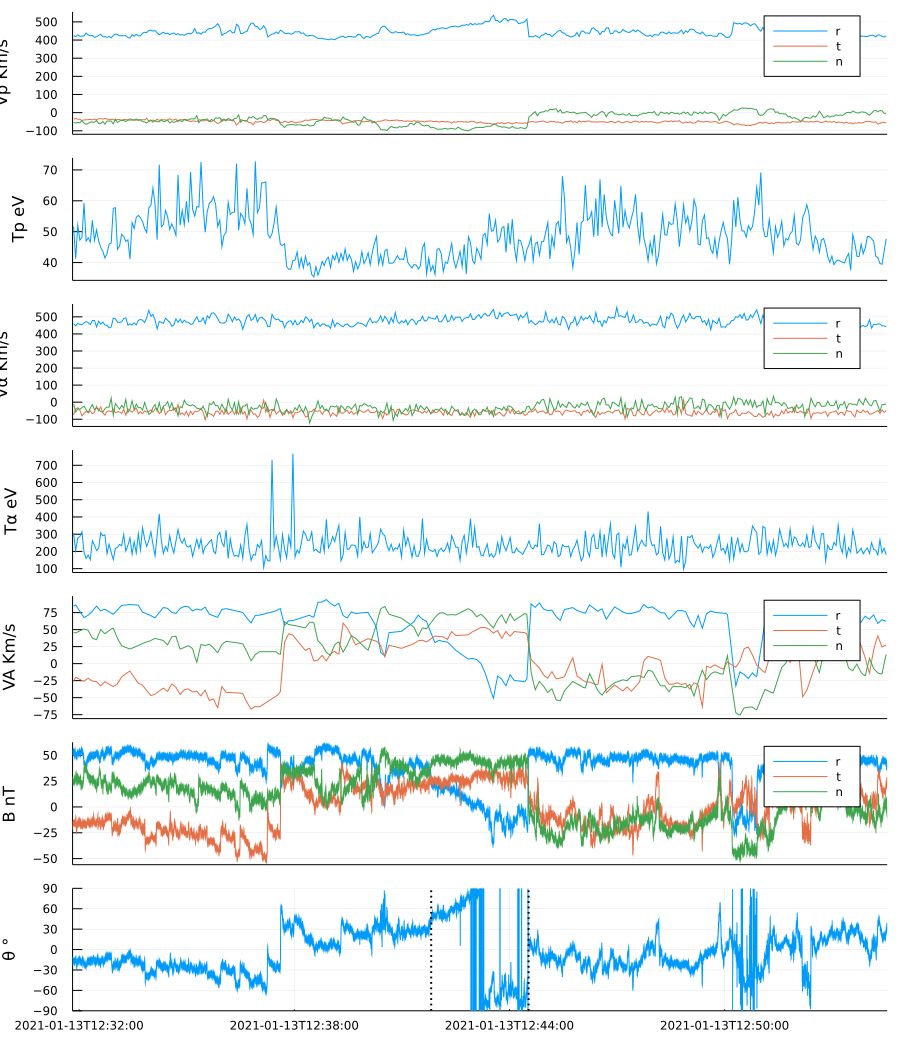 Vp Km/s
500
400
300
200
100
0
−100
r
t
n
Tp eV
70
60
50
40
Vα Km/s
500
400
300
200
100
0
−100
r
t
n
Tα eV
700
600
500
400
300
200
100
VA Km/s
75
50
25
0
−25
−50
−75
r
t
n
B nT
50
25
0
−25
−50
r
t
n
θ °
90
60
30
0
−30
−60
−90
2021-01-13T12:32:00 2021-01-13T12:38:00 2021-01-13T12:44:00 2021-01-13T12:50:00